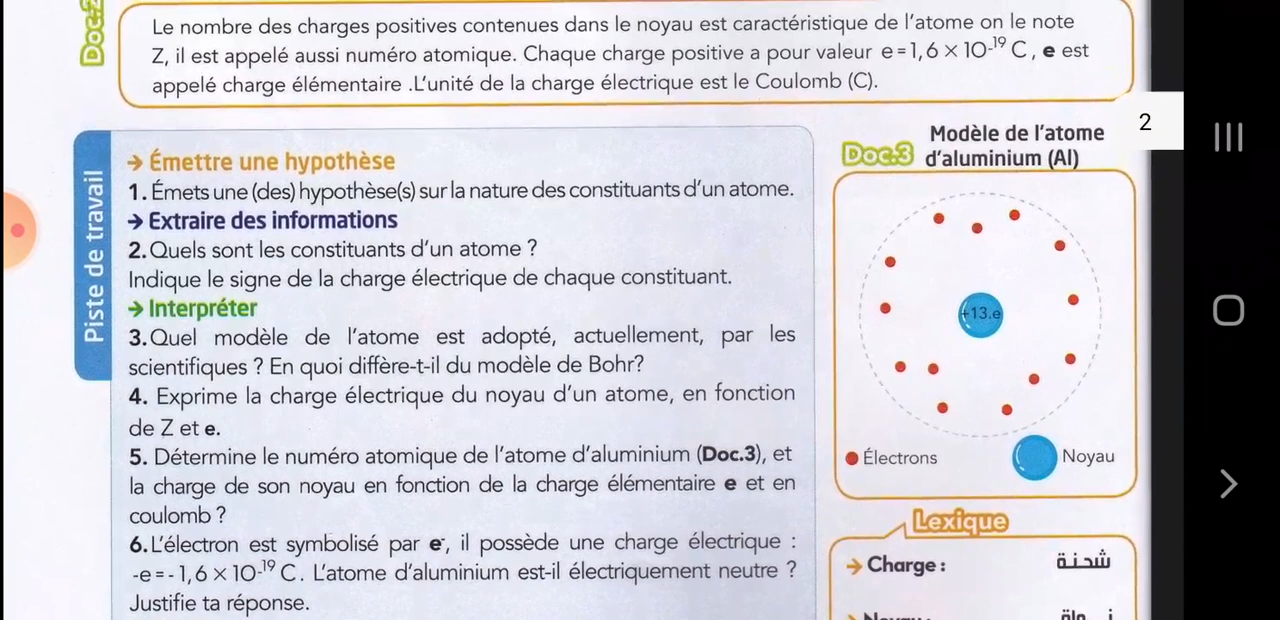 Doc.2
Le nombre des charges positives contenues dans le noyau est caractéristique de l'atome on le note
Z, il est appelé aussi numéro atomique. Chaque charge positive a pour valeur e=1,6×10-¹⁹ C, e est
appelé charge élémentaire .L'unité de la charge électrique est le Coulomb (C).
Piste de travail
→ Émettre une hypothèse
1. Émets une (des) hypothèse(s) sur la nature des constituants d'un atome.
→ Extraire des informations
2. Quels sont les constituants d'un atome ?
Indique le signe de la charge électrique de chaque constituant.
→ Interpréter
3. Quel modèle de l'atome est adopté, actuellement, par les
scientifiques ? En quoi diffère-t-il du modèle de Bohr?
4. Exprime la charge électrique du noyau d'un atome, en fonction
de Z et e.
5. Détermine le numéro atomique de l'atome d'aluminium (Doc.3), et
la charge de son noyau en fonction de la charge élémentaire e et en
coulomb ?
6. L'électron est symbolisé par e⁻, il possède une charge électrique :
-e=-1,6×10-¹⁹ C. L'atome d'aluminium est-il électriquement neutre ?
Justifie ta réponse.
2
Doc.3
Modèle de l'atome
d'aluminium (Al)
+13.e
Électrons
Noyau
Lexique
→ Charge : شحنة